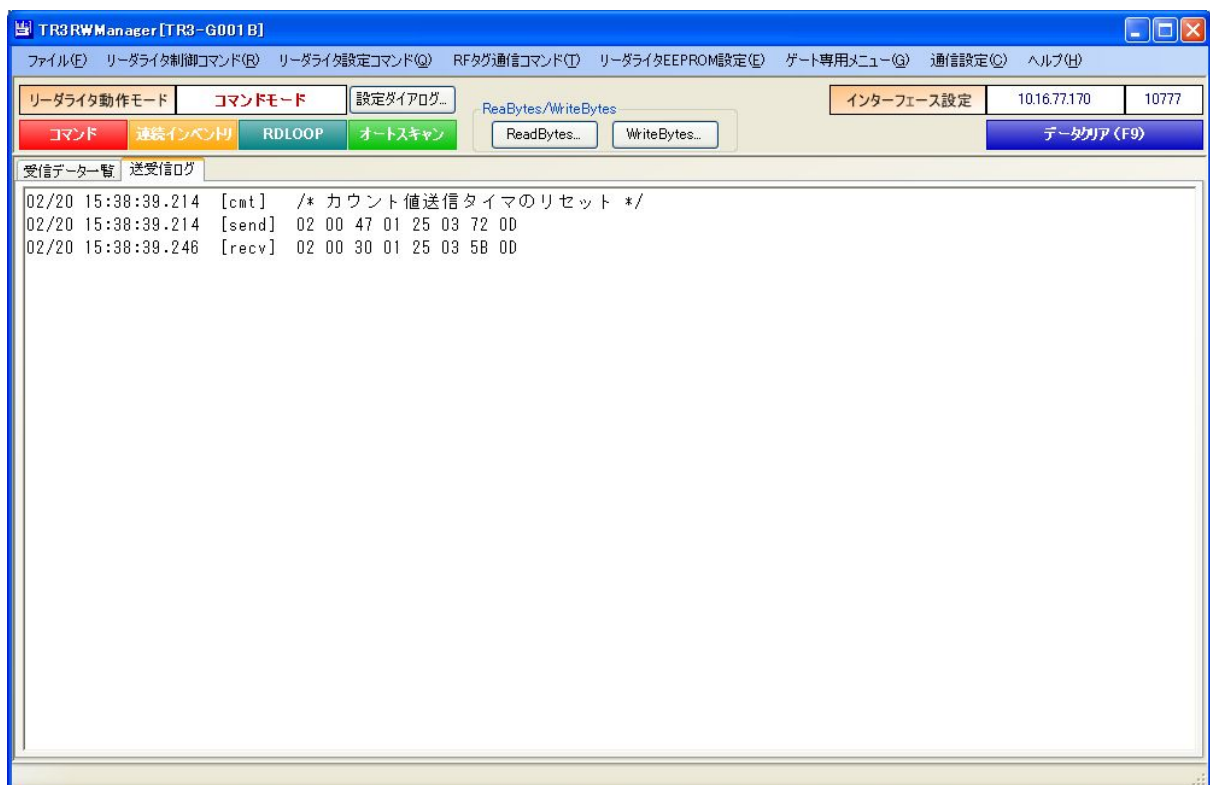 TR3RWManager[TR3-G001B]
ファイル(F) リーダライタ制御コマンド(R) リーダライタ設定コマンド(Q) RFタグ通信コマンド(T) リーダライタEEPROM設定(E) ゲート専用メニュー(G) 通信設定(C) ヘルプ(H)
リーダライタ動作モード コマンドモード 設定ダイアログ... ReaBytes/WriteBytes インターフェース設定 10.16.77.170 10777
コマンド 連続インベントリ RDLOOP オートスキャン ReadBytes... WriteBytes... データクリア (F9)
受信データ一覧 送受信ログ
02/20 15:38:39.214 [cmt] /* カウント値送信タイマのリセット */
02/20 15:38:39.214 [send] 02 00 47 01 25 03 72 0D
02/20 15:38:39.246 [recv] 02 00 30 01 25 03 5B 0D